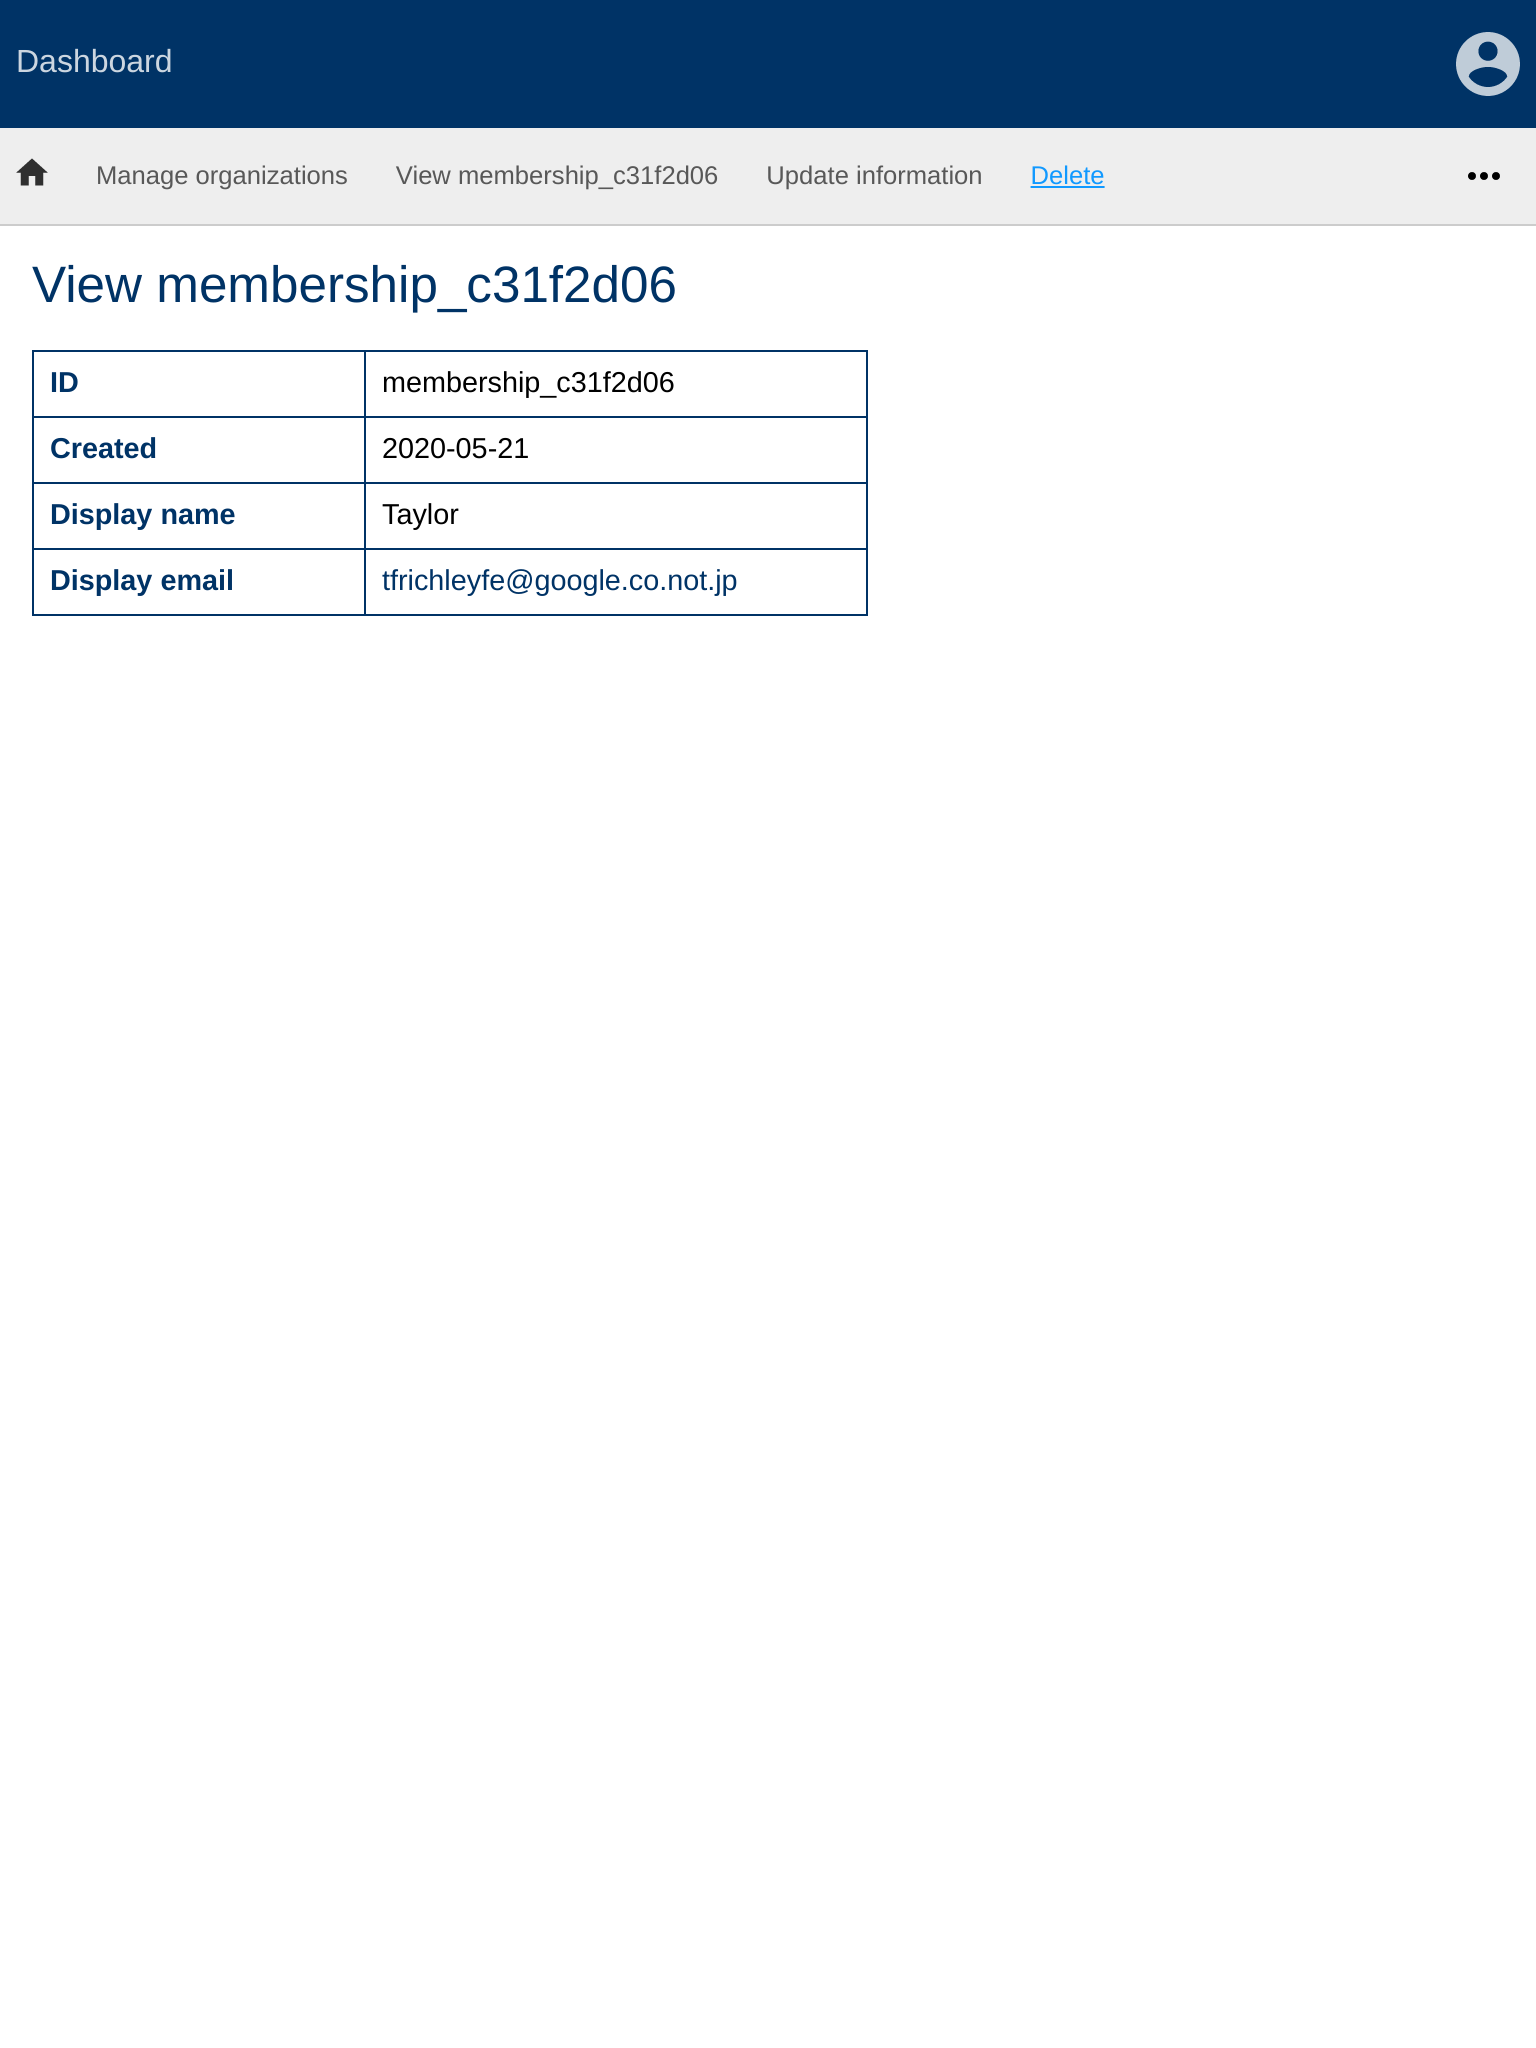 Dashboard
Manage organizations View membership_c31f2d06 Update information Delete
View membership_c31f2d06
ID membership_c31f2d06
Created 2020-05-21
Display name Taylor
Display email tfrichleyfe@google.co.not.jp